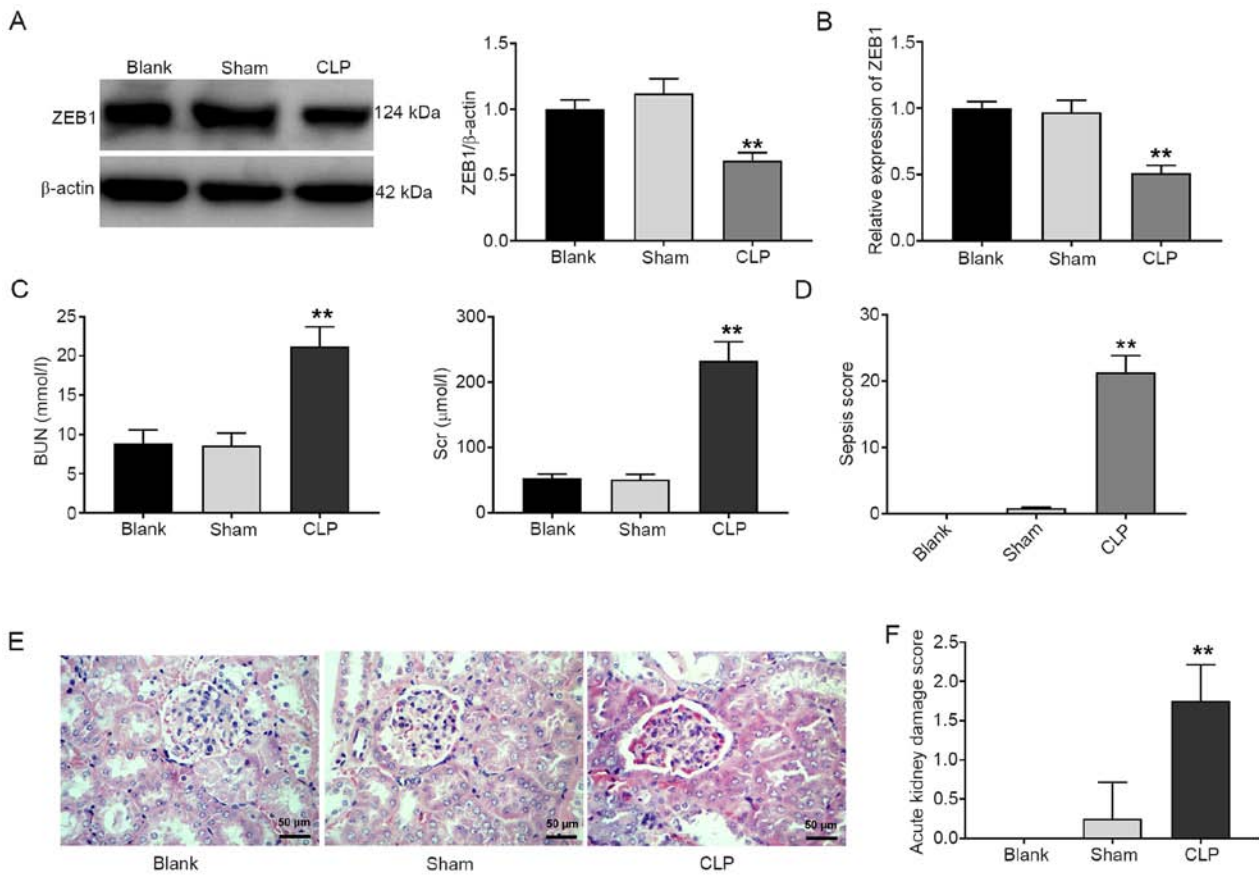 A
Blank Sham CLP
ZEB1
124 kDa
β-actin
42 kDa
ZEB1/β-actin
1.5
1.0
0.5
0.0
**
Blank Sham CLP
B
Relative expression of ZEB1
1.5
1.0
0.5
0.0
**
Blank Sham CLP
C
BUN (mmol/l)
25
20
15
10
5
0
**
Blank Sham CLP
Scr (μmol/l)
300
200
100
0
**
Blank Sham CLP
D
Sepsis score
30
20
10
0
**
Blank Sham CLP
E
50 μm
50 μm
50 μm
Blank Sham CLP
F
Acute kidney damage score
2.5
2.0
1.5
1.0
0.5
0.0
**
Blank Sham CLP